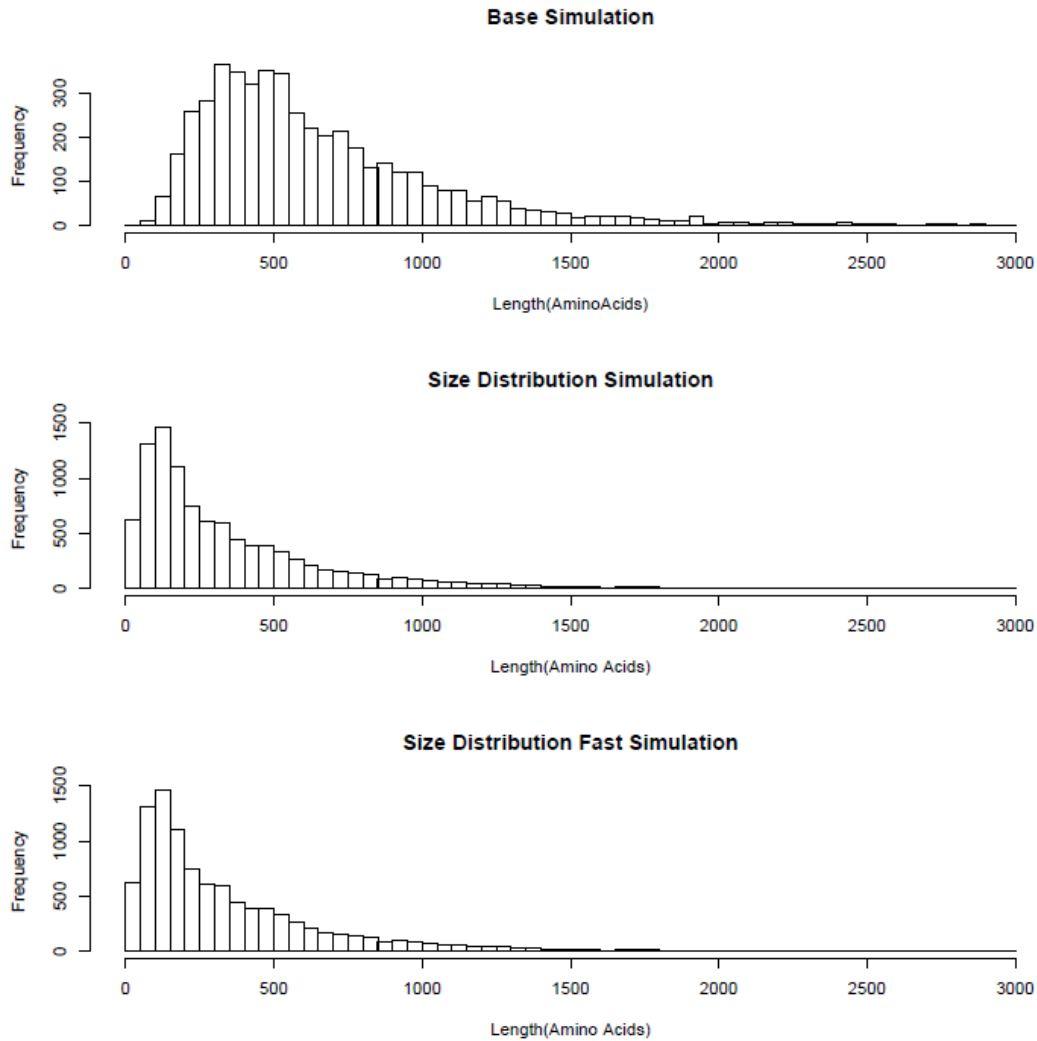 Base Simulation
Frequency
300
200
100
0
0 500 1000 1500 2000 2500 3000
Length(AminoAcids)
Size Distribution Simulation
Frequency
1500
1000
500
0
0 500 1000 1500 2000 2500 3000
Length(Amino Acids)
Size Distribution Fast Simulation
Frequency
1500
1000
500
0
0 500 1000 1500 2000 2500 3000
Length(Amino Acids)